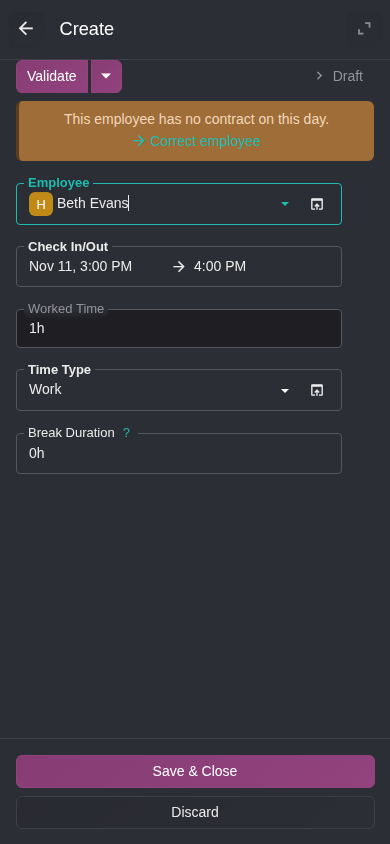 Create
Validate
Draft
This employee has no contract on this day.
Correct employee
Employee
H Beth Evans
Check In/Out
Nov 11, 3:00 PM → 4:00 PM
Worked Time
1h
Time Type
Work
Break Duration ?
0h
Save & Close
Discard